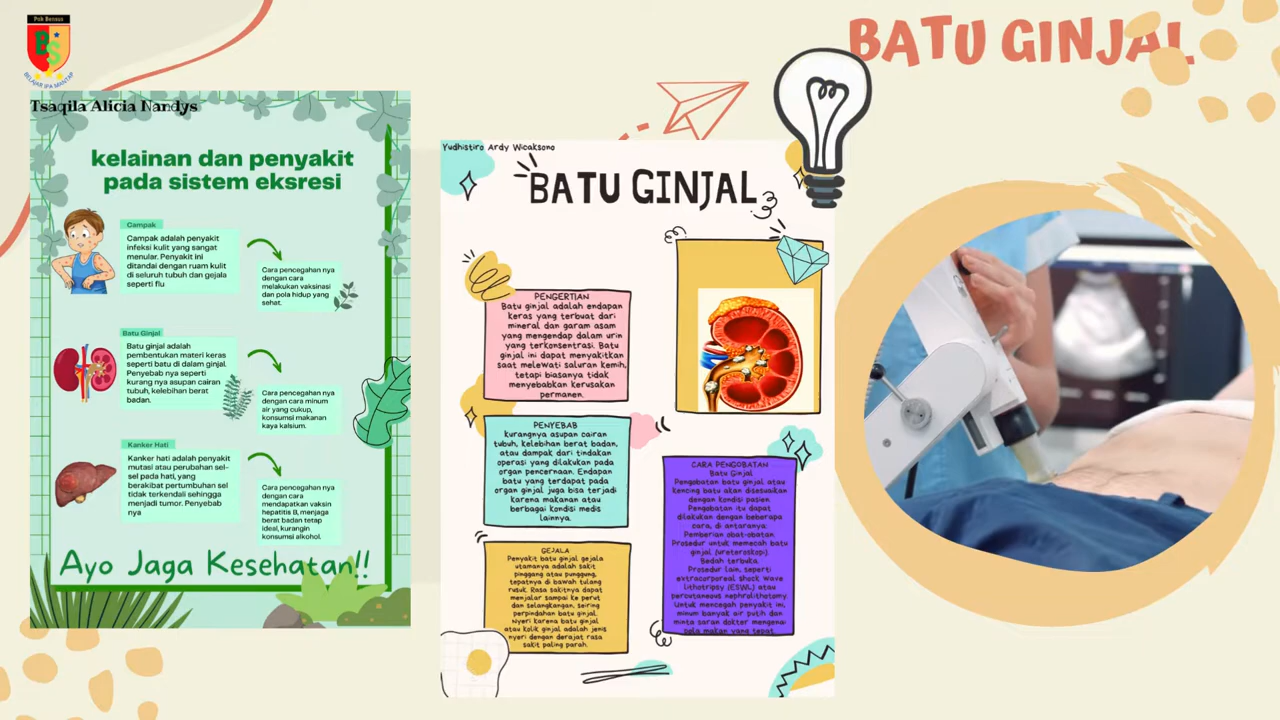 Pak Bensus
BS
BELAJAR IPA MANTAP
BATU GINJAL
Tsaqila Alicia Nandys
kelainan dan penyakit
pada sistem eksresi
Campak
Campak adalah penyakit
infeksi kulit yang sangat
menular. Penyakit ini
ditandai dengan ruam kulit
di seluruh tubuh dan gejala
seperti flu
Cara pencegahan nya
dengan cara
melakukan vaksinasi
dan pola hidup yang
sehat.
Batu Ginjal
Batu ginjal adalah
pembentukan materi keras
seperti batu di dalam ginjal.
Penyebab nya seperti
kurang nya asupan cairan
tubuh, kelebihan berat
badan.
Cara pencegahan nya
dengan cara minum
air yang cukup,
konsumsi makanan
kaya kalsium.
Kanker Hati
Kanker hati adalah penyakit
mutasi atau perubahan sel-
sel pada hati, yang
berakibat pertumbuhan sel
tidak terkendali sehingga
menjadi tumor. Penyebab
nya
Cara pencegahan nya
dengan cara
mendapatkan vaksin
hepatitis B, menjaga
berat badan tetap
ideal, kurangin
konsumsi alkohol.
Ayo Jaga Kesehatan!!
Yudhistiro Ardy Wicaksono
BATU GINJAL
PENGERTIAN
Batu ginjal adalah endapan
keras yang terbuat dari
mineral dan garam asam
yang mengendap dalam urin
yang terkonsentrasi. Batu
ginjal ini dapat menyakitkan
saat melewati saluran kemih,
tetapi biasanya tidak
menyebabkan kerusakan
permanen.
PENYEBAB
kurangnya asupan cairan
tubuh, kelebihan berat badan,
atau dampak dari tindakan
operasi yang dilakukan pada
organ pencernaan. Endapan
batu yang terdapat pada
organ ginjal juga bisa terjadi
karena makanan atau
berbagai kondisi medis
lainnya.
GEJALA
Penyakit batu ginjal gejala
utamanya adalah sakit
pinggang atau punggung,
tepatnya di bawah tulang
rusuk. Rasa sakitnya dapat
menjalar sampai ke perut
dan selangkangan, seiring
perpindahan batu ginjal.
Nyeri karena batu ginjal
atau kolik ginjal adalah jenis
nyeri dengan derajat rasa
sakit paling parah.
CARA PENGOBATAN
Batu Ginjal
Pengobatan batu ginjal atau
kencing batu akan disesuaikan
dengan kondisi pasien.
Pengobatan itu dapat
dilakukan dengan beberapa
cara, di antaranya:
Pemberian obat-obatan.
Prosedur untuk memecah batu
ginjal (ureteroskopi).
Bedah terbuka.
Prosedur lain, seperti
extracorporeal shock wave
lithotripsy (ESWL) atau
percutaneous nephrolithotomy.
Untuk mencegah penyakit ini,
minum banyak air putih dan
minta saran dokter mengenai
pola makan yang tepat.